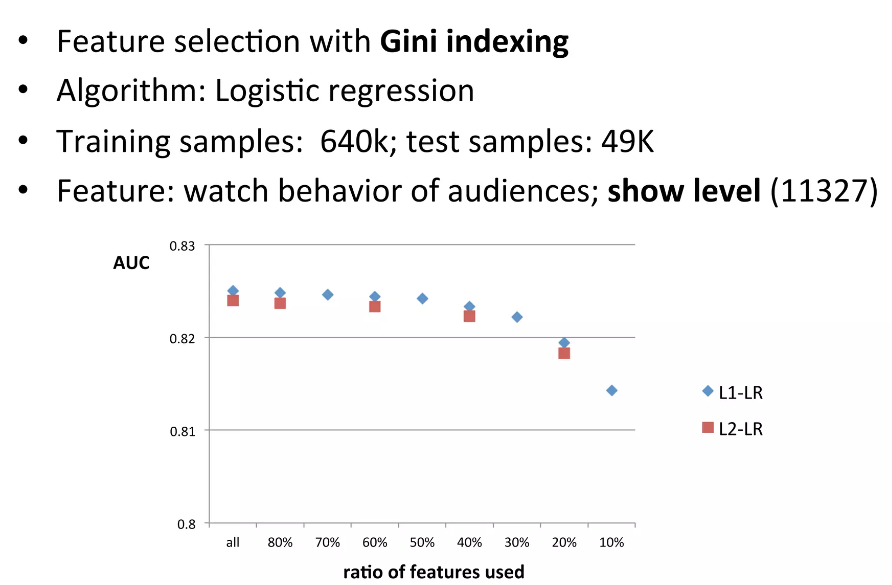 • Feature selection with Gini indexing
• Algorithm: Logistic regression
• Training samples:  640k; test samples: 49K
• Feature: watch behavior of audiences; show level (11327)
AUC
0.83
0.82
0.81
0.8
all 80% 70% 60% 50% 40% 30% 20% 10%
ratio of features used
L1-LR
L2-LR